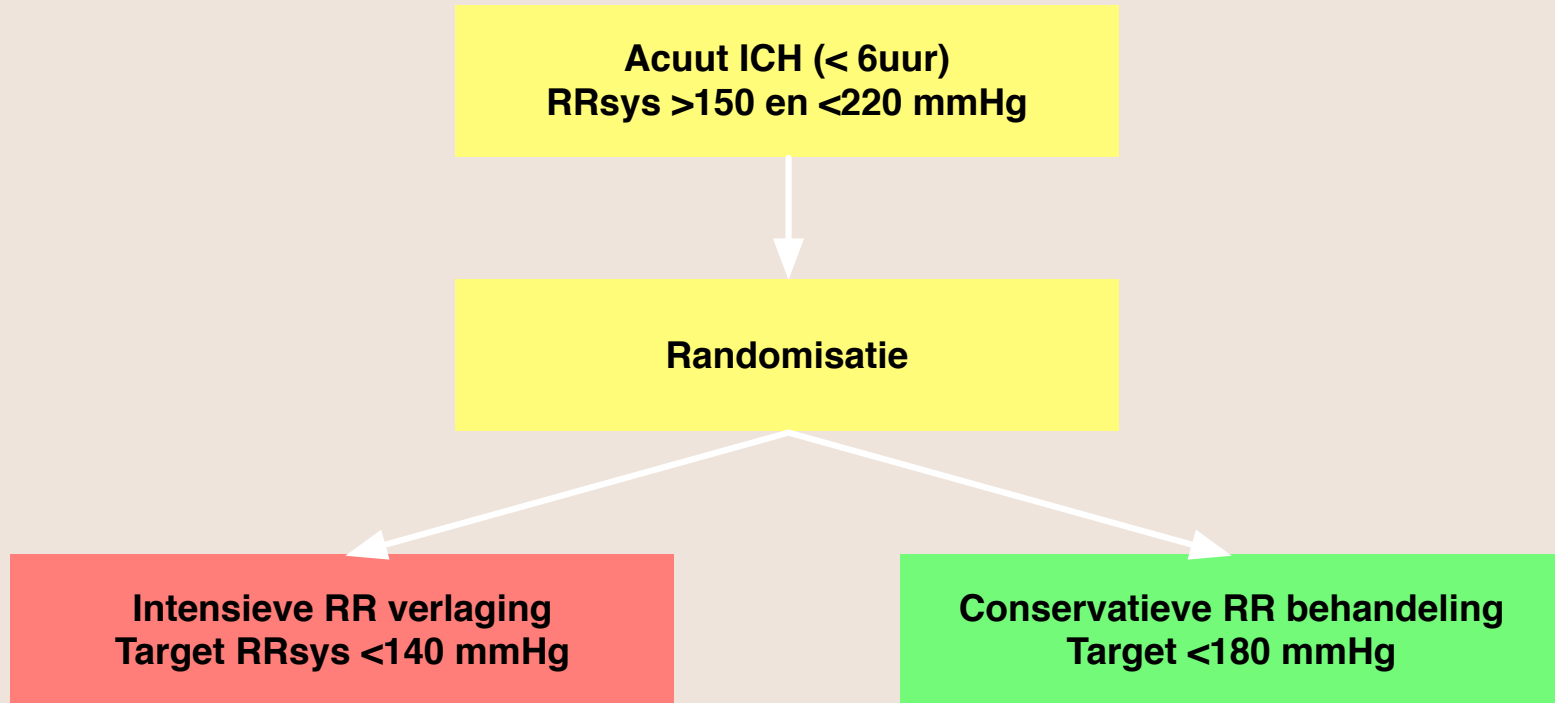 Acuut ICH (< 6uur)
RRsys >150 en <220 mmHg
Randomisatie
Intensieve RR verlaging
Target RRsys <140 mmHg
Conservatieve RR behandeling
Target <180 mmHg